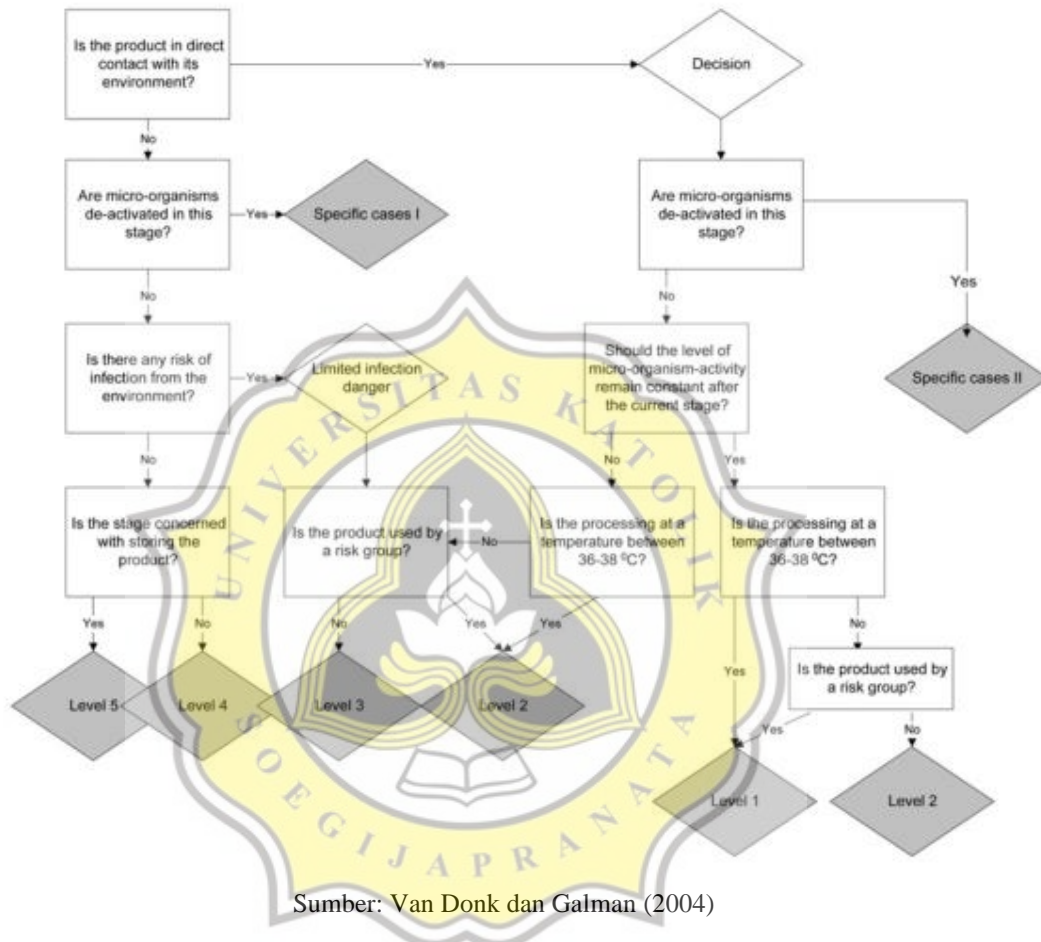 Is the product in direct
contact with its
environment?
Yes
Decision
No
Are micro-organisms
de-activated in this
stage?
Yes
Specific cases I
Are micro-organisms
de-activated in this
stage?
Yes
No
No
Is there any risk of
infection from the
environment?
Yes
Limited infection
danger
Should the level of
micro-organism-activity
remain constant after
the current stage?
Specific cases II
No
No
Yes
Is the stage concerned
with storing the
product?
Is the product used by
a risk group?
No
Is the processing at a
temperature between
36-38 ⁰C?
Is the processing at a
temperature between
36-38 ⁰C?
Yes
No
No
Yes
Yes
Yes
No
Is the product used by
a risk group?
Level 5
Level 4
Level 3
Level 2
Yes
No
Level 1
Level 2
UNIVERSITAS KATOLIK
SOEGIJAPRANATA
Sumber: Van Donk dan Galman (2004)